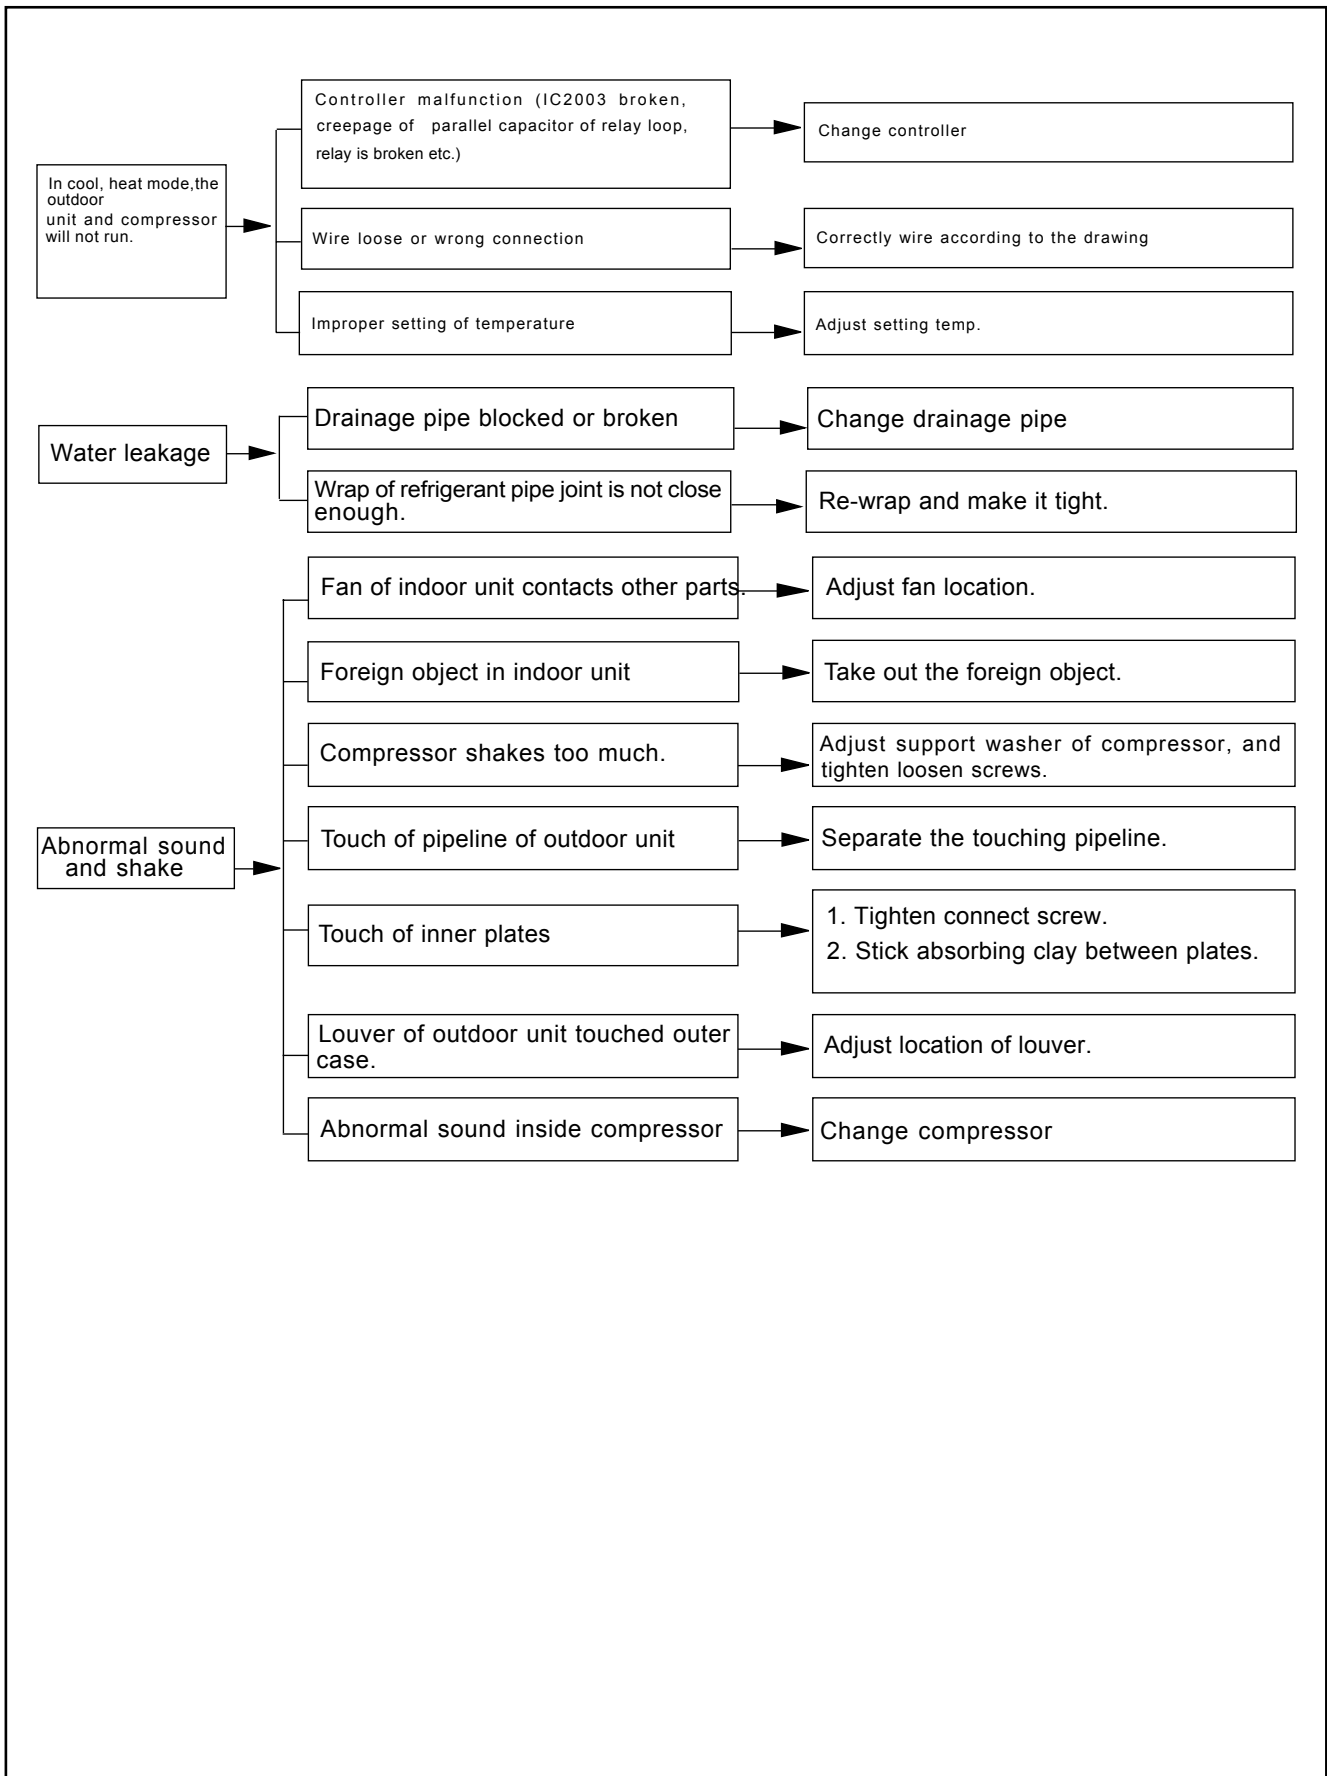 In cool, heat mode,the
outdoor
unit and compressor
will not run.
Controller malfunction (IC2003 broken,
creepage of parallel capacitor of relay loop,
relay is broken etc.)
Change controller
Wire loose or wrong connection
Correctly wire according to the drawing
Improper setting of temperature
Adjust setting temp.
Water leakage
Drainage pipe blocked or broken
Change drainage pipe
Wrap of refrigerant pipe joint is not close
enough.
Re-wrap and make it tight.
Abnormal sound
and shake
Fan of indoor unit contacts other parts.
Adjust fan location.
Foreign object in indoor unit
Take out the foreign object.
Compressor shakes too much.
Adjust support washer of compressor, and
tighten loosen screws.
Touch of pipeline of outdoor unit
Separate the touching pipeline.
Touch of inner plates
1. Tighten connect screw.
2. Stick absorbing clay between plates.
Louver of outdoor unit touched outer
case.
Adjust location of louver.
Abnormal sound inside compressor
Change compressor